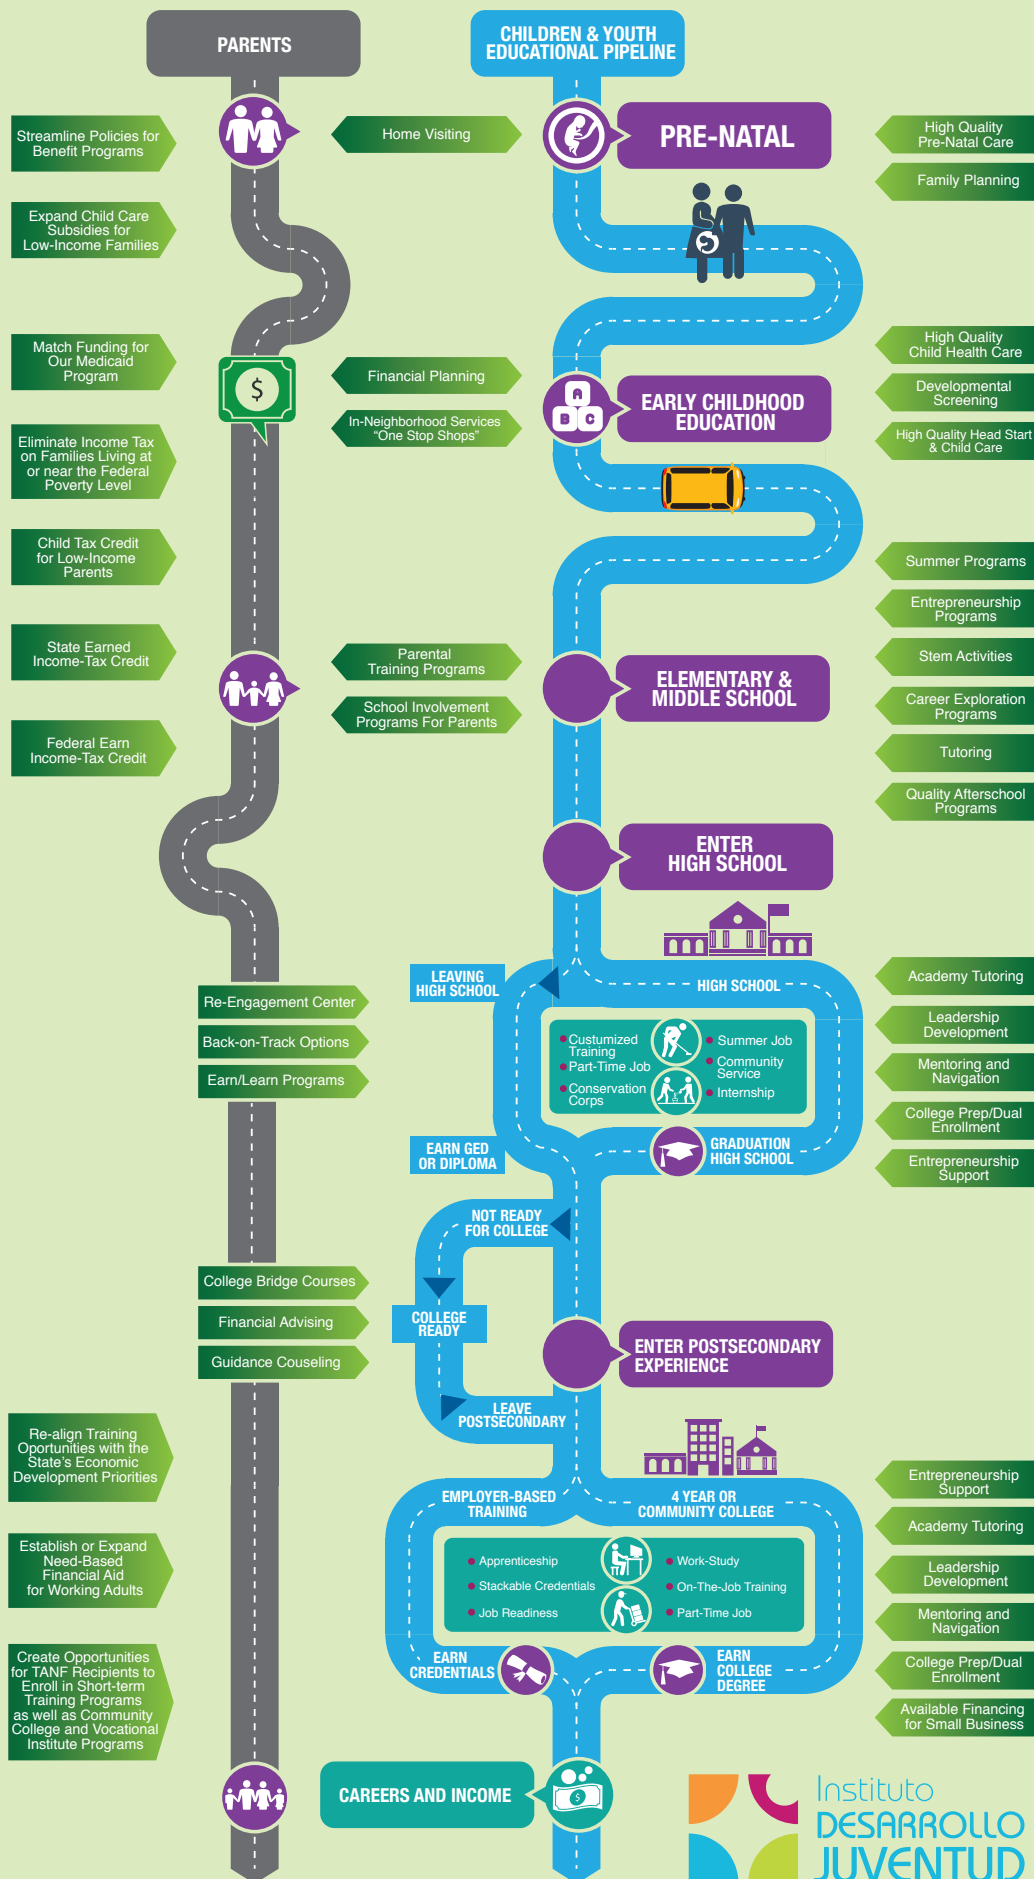 PARENTS
CHILDREN & YOUTH
EDUCATIONAL PIPELINE
Streamline Policies for
Benefit Programs
Home Visiting
PRE-NATAL
High Quality
Pre-Natal Care
Family Planning
Expand Child Care
Subsidies for
Low-Income Families
Match Funding for
Our Medicaid
Program
$
Financial Planning
In-Neighborhood Services
“One Stop Shops”
A
B C
EARLY CHILDHOOD
EDUCATION
High Quality
Child Health Care
Developmental
Screening
High Quality Head Start
& Child Care
Eliminate Income Tax
on Families Living at
or near the Federal
Poverty Level
Child Tax Credit
for Low-Income
Parents
State Earned
Income-Tax Credit
Federal Earn
Income-Tax Credit
Parental
Training Programs
School Involvement
Programs For Parents
ELEMENTARY &
MIDDLE SCHOOL
Summer Programs
Entrepreneurship
Programs
Stem Activities
Career Exploration
Programs
Tutoring
Quality Afterschool
Programs
ENTER
HIGH SCHOOL
LEAVING
HIGH SCHOOL
HIGH SCHOOL
Re-Engagement Center
Back-on-Track Options
Earn/Learn Programs
Custumized
Training
Part-Time Job
Conservation
Corps
Summer Job
Community
Service
Internship
Academy Tutoring
Leadership
Development
Mentoring and
Navigation
College Prep/Dual
Enrollment
Entrepreneurship
Support
EARN GED
OR DIPLOMA
GRADUATION
HIGH SCHOOL
NOT READY
FOR COLLEGE
College Bridge Courses
Financial Advising
Guidance Couseling
COLLEGE
READY
ENTER POSTSECONDARY
EXPERIENCE
LEAVE
POSTSECONDARY
Re-align Training
Oportunities with the
State's Economic
Development Priorities
Establish or Expand
Need-Based
Financial Aid
for Working Adults
Create Opportunities
for TANF Recipients to
Enroll in Short-term
Training Programs
as well as Community
College and Vocational
Institute Programs
EMPLOYER-BASED
TRAINING
4 YEAR OR
COMMUNITY COLLEGE
Apprenticeship
Stackable Credentials
Job Readiness
Work-Study
On-The-Job Training
Part-Time Job
Entrepreneurship
Support
Academy Tutoring
Leadership
Development
Mentoring and
Navigation
College Prep/Dual
Enrollment
Available Financing
for Small Business
EARN
CREDENTIALS
EARN
COLLEGE
DEGREE
CAREERS AND INCOME
$
Instituto
DESARROLLO
JUVENTUD